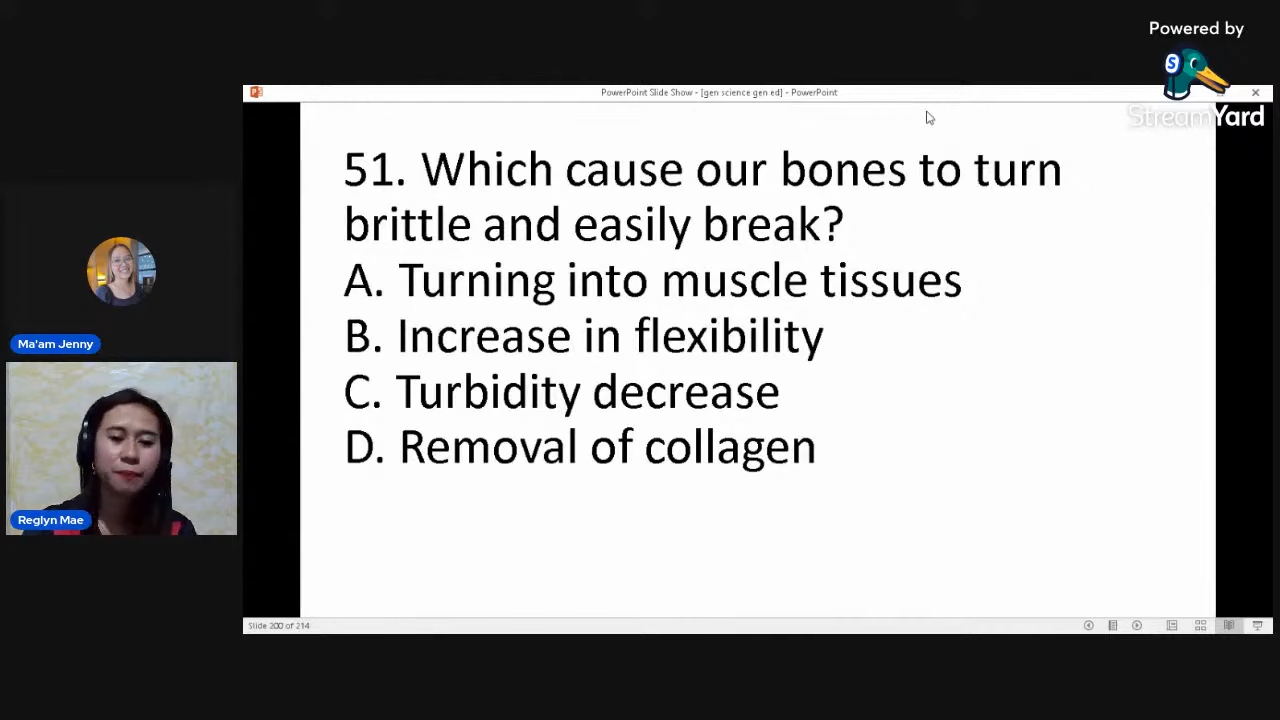 Powered by
StreamYard
PowerPoint Slide Show - [gen science gen ed] - PowerPoint
51. Which cause our bones to turn
brittle and easily break?
A. Turning into muscle tissues
B. Increase in flexibility
C. Turbidity decrease
D. Removal of collagen
Ma'am Jenny
Reglyn Mae
Slide 200 of 214